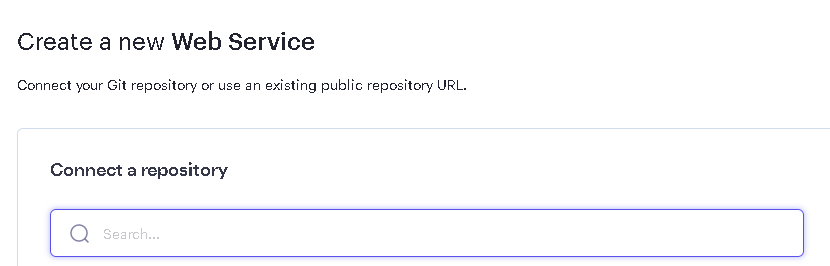 Create a new Web Service
Connect your Git repository or use an existing public repository URL.
Connect a repository
Search...